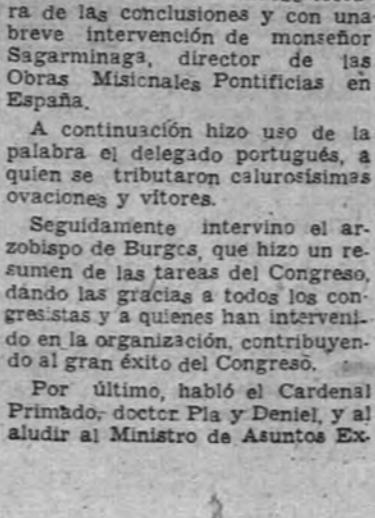 ra de las conclusiones y con una
breve intervención de monseñor
Sagarminaga, director de las
Obras Misionales Pontificias en
España.
A continuación hizo uso de la
palabra el delegado portugués, a
quien se tributaron calurosísimas
ovaciones y vítores.
Seguidamente intervino el ar-
zobispo de Burgos, que hizo un re-
sumen de las tareas del Congreso,
dando las gracias a todos los con-
gresistas y a quienes han interveni-
do en la organización, contribuyen-
do al gran éxito del Congreso.
Por último, habló el Cardenal
Primado, doctor Pla y Deniel, y al
aludir al Ministro de Asuntos Ex-